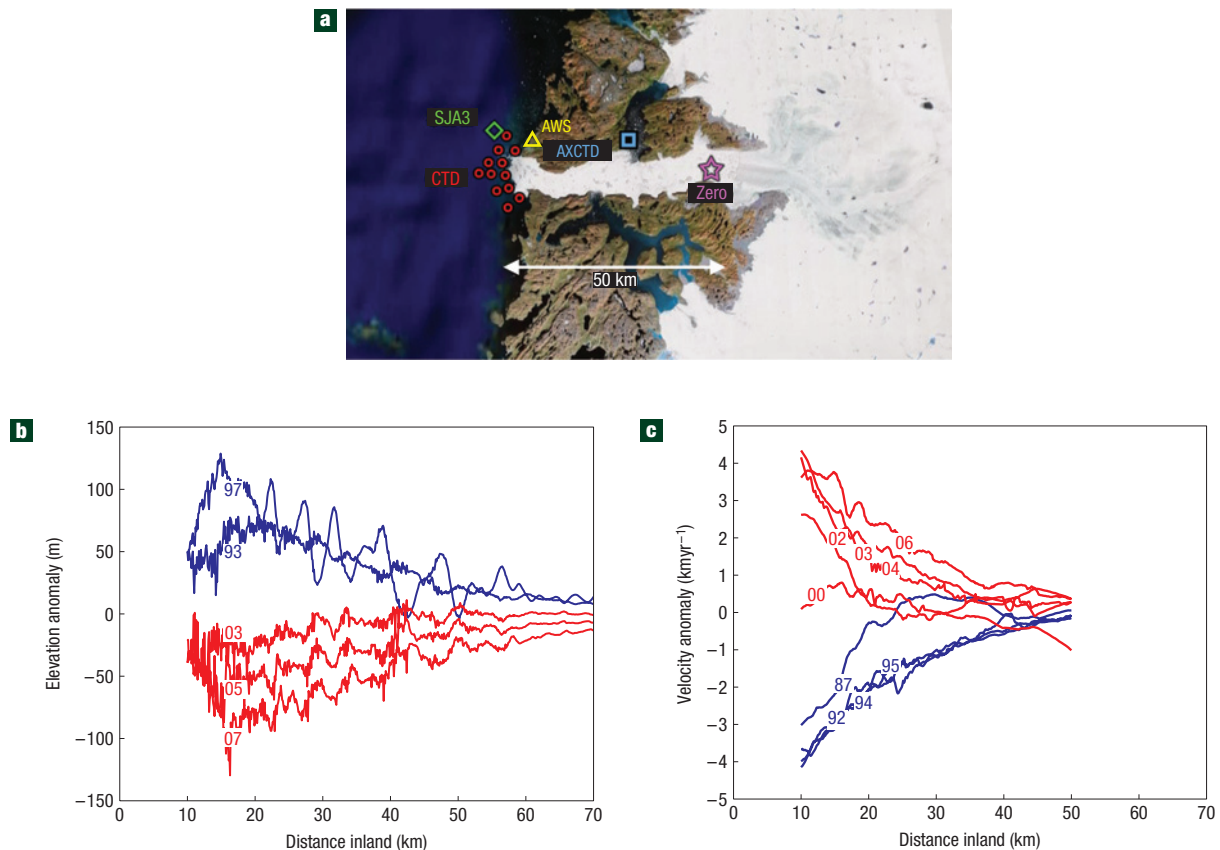 a
SJA3
AWS
AXCTD
CTD
Zero
50 km
b
150
100
50
0
−50
−100
−150
Elevation anomaly (m)
97
93
03
05
07
0 10 20 30 40 50 60 70
Distance inland (km)
c
5
4
3
2
1
0
−1
−2
−3
−4
−5
Velocity anomaly (kmyr−1)
06
02
03
04
00
95
87
94
92
0 10 20 30 40 50 60 70
Distance inland (km)